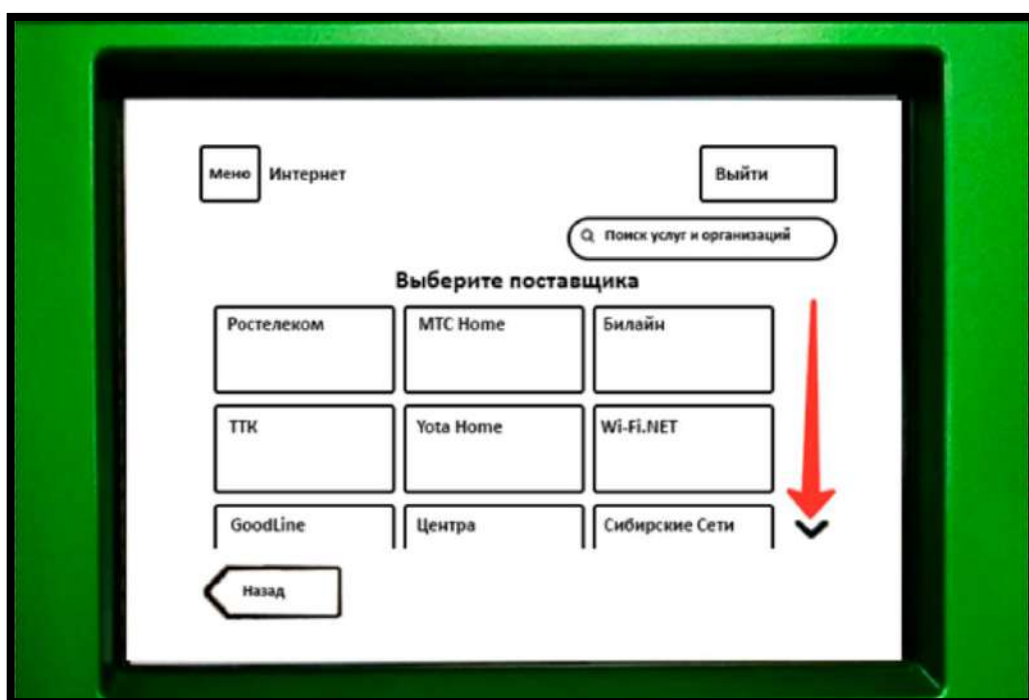 Меню Интернет
Выйти
Поиск услуг и организаций
Выберите поставщика
Ростелеком МТС Home Билайн
ТТК Yota Home Wi-Fi.NET
GoodLine Центра Сибирские Сети
Назад